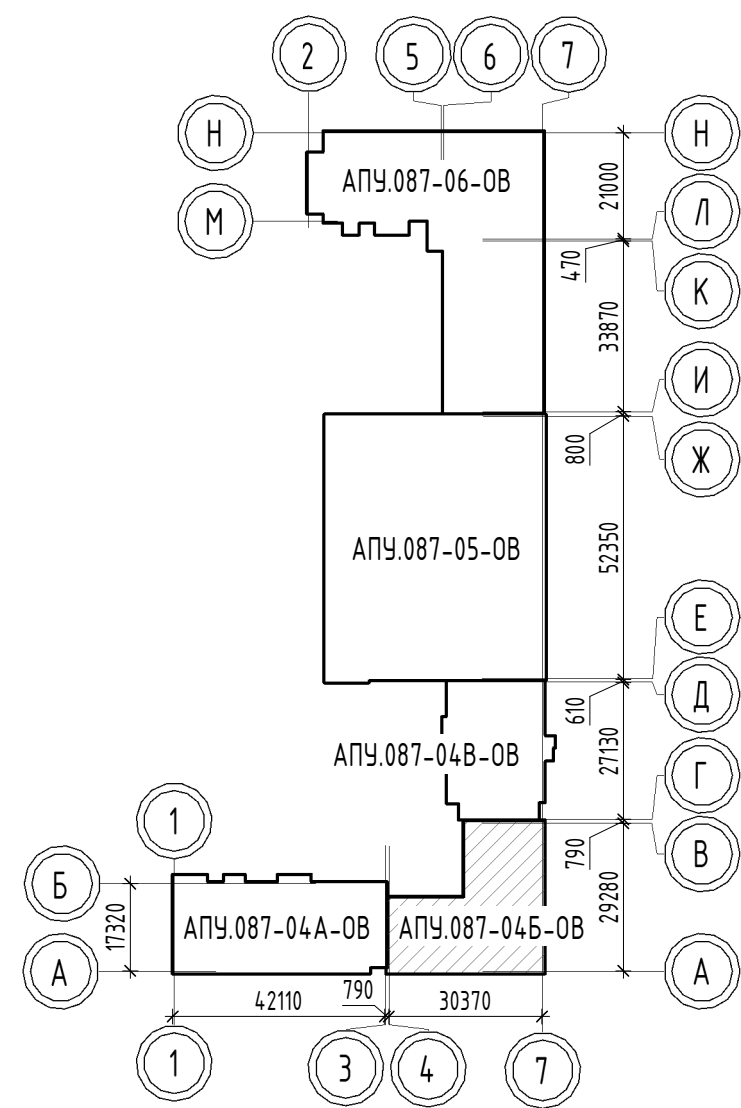 2
5
6
7
Н
Н
АПУ.087-06-ОВ
21000
М
Л
470
К
33870
И
800
Ж
АПУ.087-05-ОВ
52350
Е
610
Д
АПУ.087-04В-ОВ
27130
Г
1
790
В
Б
17320
АПУ.087-04А-ОВ
АПУ.087-04Б-ОВ
29280
А
А
42110
790
30370
1
3
4
7